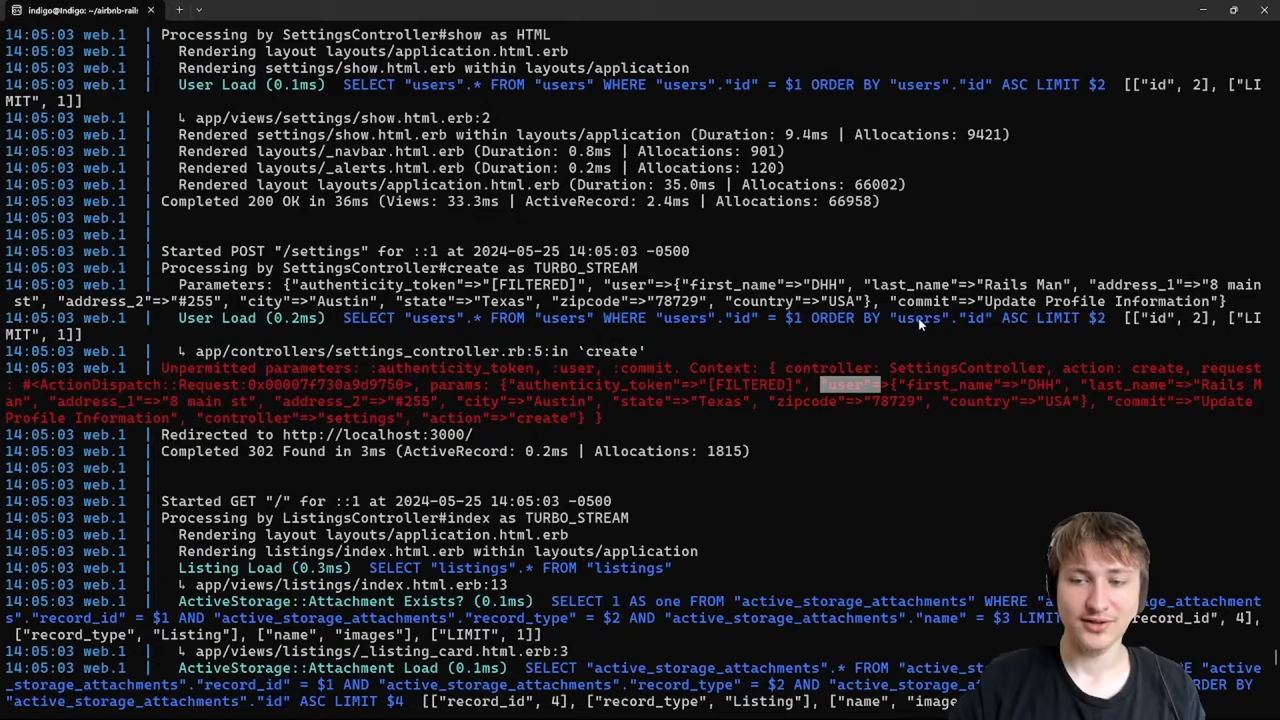 indigo@Indigo: ~/airbnb-rails
14:05:03 web.1 | Processing by SettingsController#show as HTML
14:05:03 web.1 | Rendering layout layouts/application.html.erb
14:05:03 web.1 | Rendering settings/show.html.erb within layouts/application
14:05:03 web.1 | User Load (0.1ms) SELECT "users".* FROM "users" WHERE "users"."id" = $1 ORDER BY "users"."id" ASC LIMIT $2 [["id", 2], ["LI
MIT", 1]]
14:05:03 web.1 | ↳ app/views/settings/show.html.erb:2
14:05:03 web.1 | Rendered settings/show.html.erb within layouts/application (Duration: 9.4ms | Allocations: 9421)
14:05:03 web.1 | Rendered layouts/_navbar.html.erb (Duration: 0.8ms | Allocations: 901)
14:05:03 web.1 | Rendered layouts/_alerts.html.erb (Duration: 0.2ms | Allocations: 120)
14:05:03 web.1 | Rendered layout layouts/application.html.erb (Duration: 35.0ms | Allocations: 66002)
14:05:03 web.1 | Completed 200 OK in 36ms (Views: 33.3ms | ActiveRecord: 2.4ms | Allocations: 66958)
14:05:03 web.1 |
14:05:03 web.1 |
14:05:03 web.1 | Started POST "/settings" for ::1 at 2024-05-25 14:05:03 -0500
14:05:03 web.1 | Processing by SettingsController#create as TURBO_STREAM
14:05:03 web.1 | Parameters: {"authenticity_token"=>"[FILTERED]", "user"=>{"first_name"=>"DHH", "last_name"=>"Rails Man", "address_1"=>"8 main
st", "address_2"=>"#255", "city"=>"Austin", "state"=>"Texas", "zipcode"=>"78729", "country"=>"USA"}, "commit"=>"Update Profile Information"}
14:05:03 web.1 | User Load (0.2ms) SELECT "users".* FROM "users" WHERE "users"."id" = $1 ORDER BY "users"."id" ASC LIMIT $2 [["id", 2], ["LI
MIT", 1]]
14:05:03 web.1 | ↳ app/controllers/settings_controller.rb:5:in `create'
14:05:03 web.1 | Unpermitted parameters: :authenticity_token, :user, :commit. Context: { controller: SettingsController, action: create, request
: #<ActionDispatch::Request:0x00007f730a9d9750>, params: {"authenticity_token"=>"[FILTERED]", "user"=>{"first_name"=>"DHH", "last_name"=>"Rails M
an", "address_1"=>"8 main st", "address_2"=>"#255", "city"=>"Austin", "state"=>"Texas", "zipcode"=>"78729", "country"=>"USA"}, "commit"=>"Update
Profile Information", "controller"=>"settings", "action"=>"create"} }
14:05:03 web.1 | Redirected to http://localhost:3000/
14:05:03 web.1 | Completed 302 Found in 3ms (ActiveRecord: 0.2ms | Allocations: 1815)
14:05:03 web.1 |
14:05:03 web.1 |
14:05:03 web.1 | Started GET "/" for ::1 at 2024-05-25 14:05:03 -0500
14:05:03 web.1 | Processing by ListingsController#index as TURBO_STREAM
14:05:03 web.1 | Rendering layout layouts/application.html.erb
14:05:03 web.1 | Rendering listings/index.html.erb within layouts/application
14:05:03 web.1 | Listing Load (0.3ms) SELECT "listings".* FROM "listings"
14:05:03 web.1 | ↳ app/views/listings/index.html.erb:13
14:05:03 web.1 | ActiveStorage::Attachment Exists? (0.1ms) SELECT 1 AS one FROM "active_storage_attachments" WHERE "a tachment
s"."record_id" = $1 AND "active_storage_attachments"."record_type" = $2 AND "active_storage_attachments"."name" = $3 LIMI cord_id", 4],
["record_type", "Listing"], ["name", "images"], ["LIMIT", 1]]
14:05:03 web.1 | ↳ app/views/listings/_listing_card.html.erb:3
14:05:03 web.1 | ActiveStorage::Attachment Load (0.1ms) SELECT "active_storage_attachments".* FROM "acti RE "active
_storage_attachments"."record_id" = $1 AND "active_storage_attachments"."record_type" = $2 AND "active_stora RDER BY
"active_storage_attachments"."id" ASC LIMIT $4 [["record_id", 4], ["record_type", "Listing"], ["name", "imag